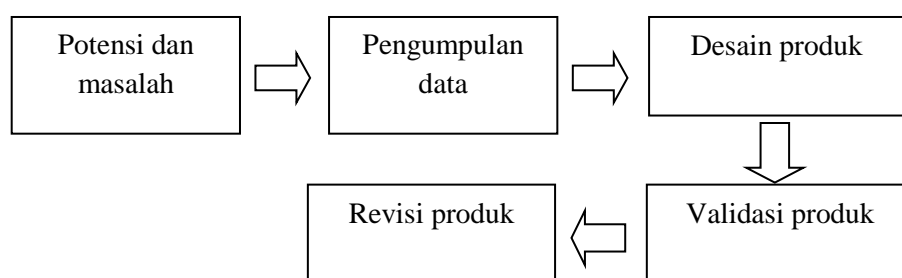 Potensi dan
masalah
Pengumpulan
data
Desain produk
Validasi produk
Revisi produk